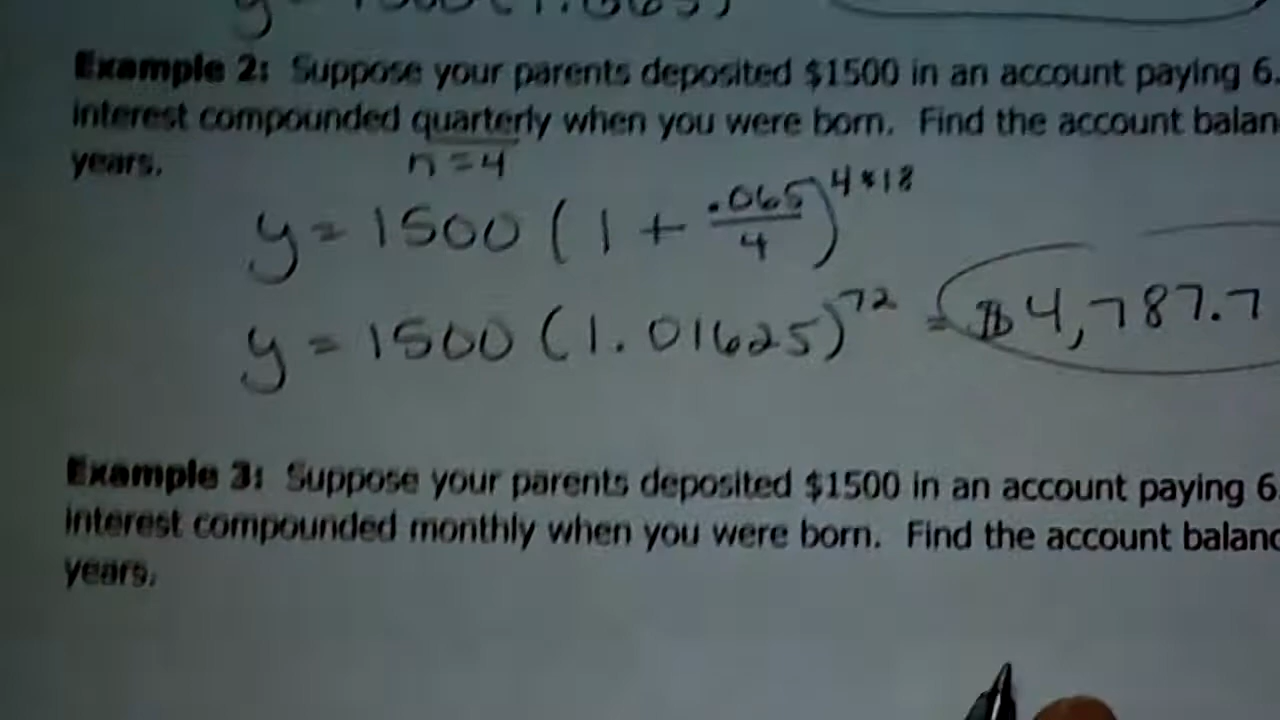 Example 2: Suppose your parents deposited $1500 in an account paying 6.
interest compounded quarterly when you were born. Find the account balan
years.
n = 4
y = 1500 (1 + .065/4)^4*18
y = 1500 (1.01625)^72 = $4,787.7
Example 3: Suppose your parents deposited $1500 in an account paying 6
interest compounded monthly when you were born. Find the account balanc
years.